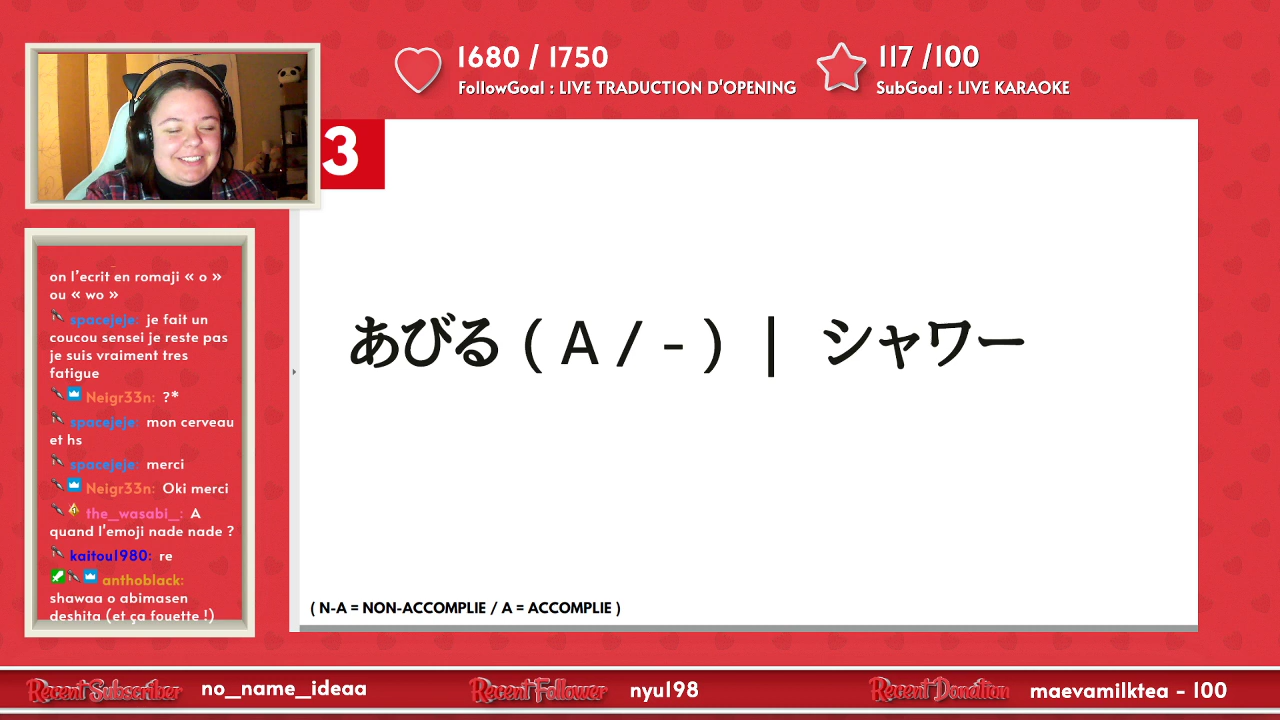 1680 / 1750
FollowGoal : LIVE TRADUCTION D'OPENING
117 /100
SubGoal : LIVE KARAOKE
3
あびる ( A / - ) | シャワー
( N-A = NON-ACCOMPLIE / A = ACCOMPLIE )
on l'ecrit en romaji « o »
ou « wo »
spacejeje: je fait un
coucou sensei je reste pas
je suis vraiment tres
fatigue
Neigr33n: ?*
spacejeje: mon cerveau
et hs
spacejeje: merci
Neigr33n: Oki merci
the_wasabi_: A
quand l'emoji nade nade ?
kaitou1980: re
anthoblack:
shawaa o abimasen
deshita (et ça fouette !)
Recent Subscriber no_name_ideaa
Recent Follower nyu198
Recent Donation maevamilktea - 100